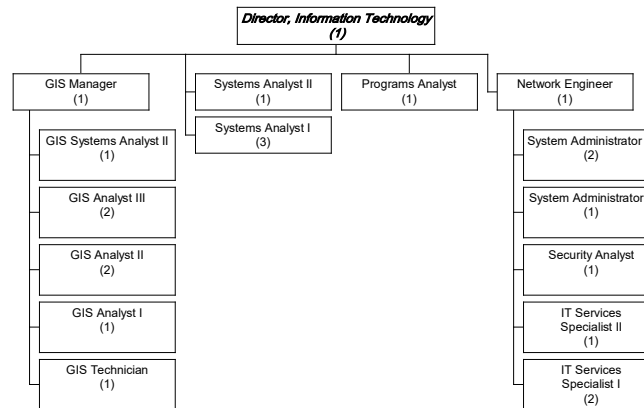 Director, Information Technology
(1)
GIS Manager
(1)
Systems Analyst II
(1)
Programs Analyst
(1)
Network Engineer
(1)
Systems Analyst I
(3)
GIS Systems Analyst II
(1)
GIS Analyst III
(2)
GIS Analyst II
(2)
GIS Analyst I
(1)
GIS Technician
(1)
System Administrator
(2)
System Administrator
(1)
Security Analyst
(1)
IT Services
Specialist II
(1)
IT Services
Specialist I
(2)